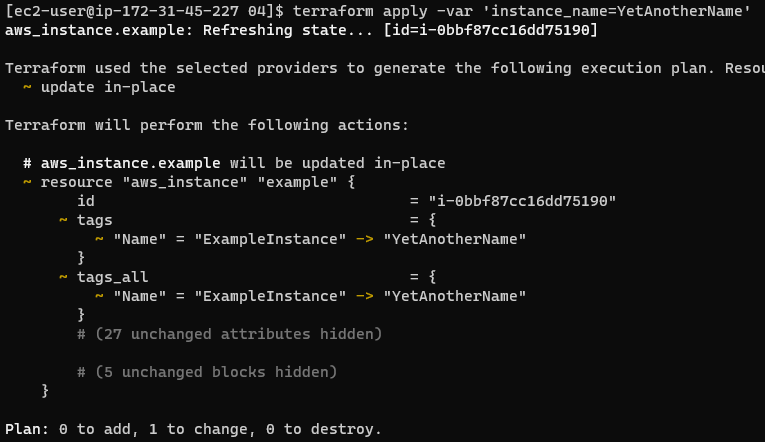 [ec2-user@ip-172-31-45-227 04]$ terraform apply -var 'instance_name=YetAnotherName'
aws_instance.example: Refreshing state... [id=i-0bbf87cc16dd75190]
Terraform used the selected providers to generate the following execution plan. Resou
~ update in-place
Terraform will perform the following actions:
# aws_instance.example will be updated in-place
~ resource "aws_instance" "example" {
id = "i-0bbf87cc16dd75190"
~ tags = {
~ "Name" = "ExampleInstance" -> "YetAnotherName"
}
~ tags_all = {
~ "Name" = "ExampleInstance" -> "YetAnotherName"
}
# (27 unchanged attributes hidden)
# (5 unchanged blocks hidden)
}
Plan: 0 to add, 1 to change, 0 to destroy.